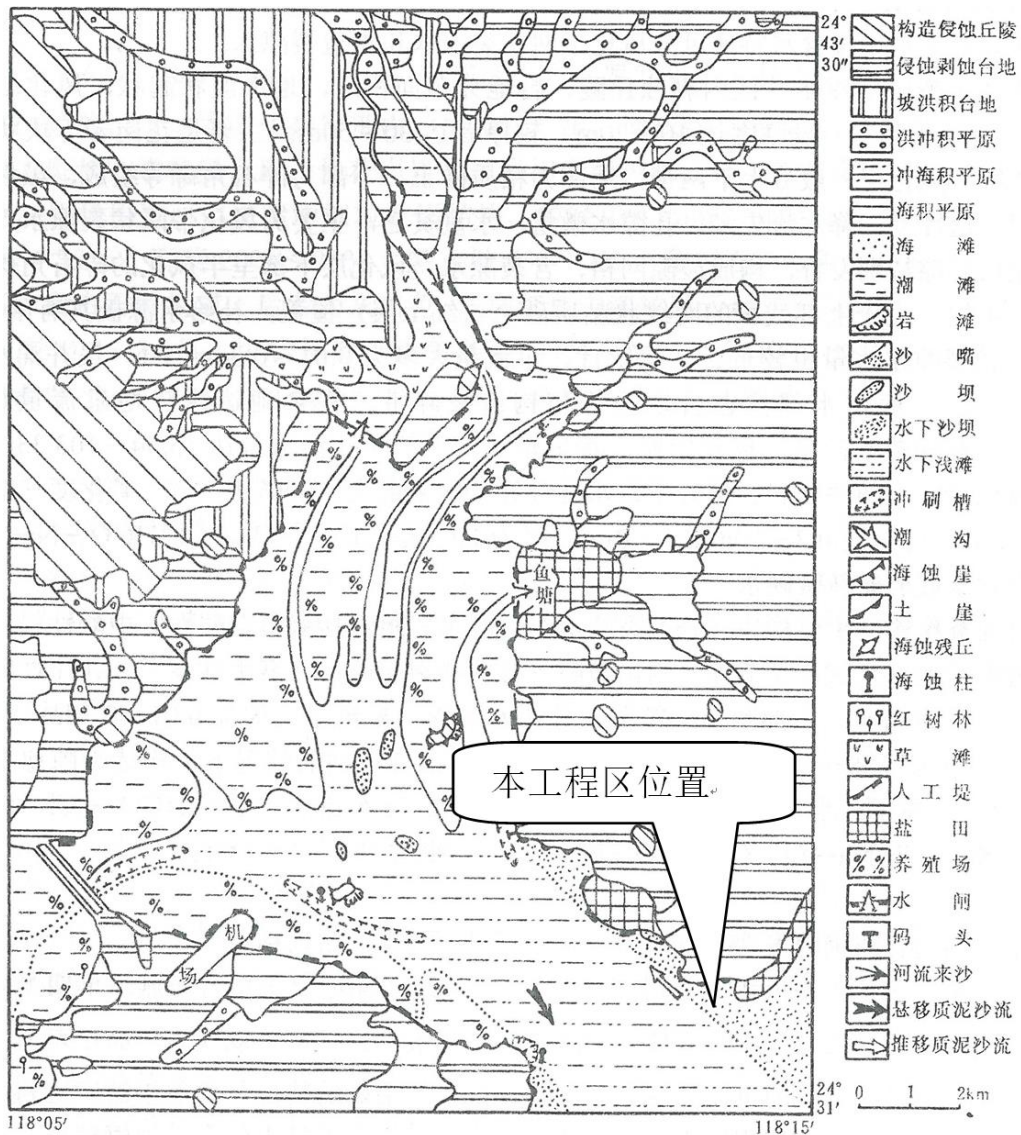 24°
43′
30″
构造侵蚀丘陵
侵蚀剥蚀台地
坡洪积台地
洪冲积平原
冲海积平原
海积平原
海 滩
潮 滩
岩 滩
沙 嘴
沙 坝
水下沙坝
水下浅滩
冲刷槽
潮 沟
海蚀崖
土 崖
海蚀残丘
海蚀柱
红树林
草 滩
人工堤
盐 田
养殖场
水 闸
码 头
河流来沙
悬移质泥沙流
推移质泥沙流
鱼塘
本工程区位置
机场
24°
31′
0 1 2km
118°05′
118°15′